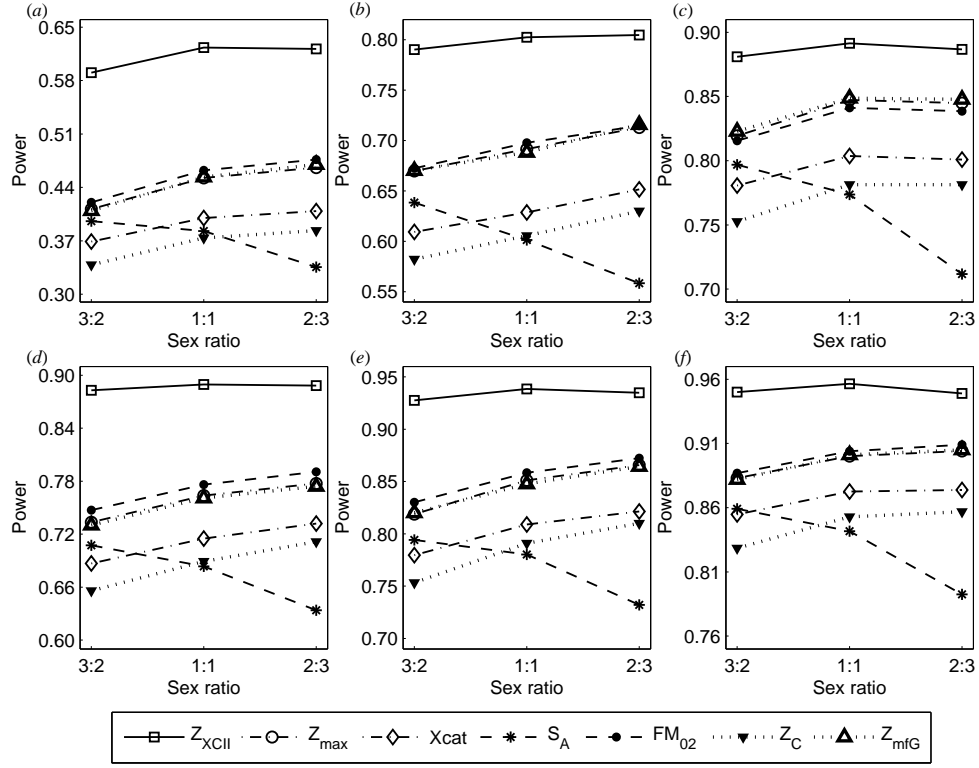 (a)
0.65
0.58
0.51
0.44
0.37
0.30
Power
3:2 1:1 2:3
Sex ratio
(b)
0.80
0.75
0.70
0.65
0.60
0.55
Power
3:2 1:1 2:3
Sex ratio
(c)
0.90
0.85
0.80
0.75
0.70
Power
3:2 1:1 2:3
Sex ratio
(d)
0.90
0.84
0.78
0.72
0.66
0.60
Power
3:2 1:1 2:3
Sex ratio
(e)
0.95
0.90
0.85
0.80
0.75
0.70
Power
3:2 1:1 2:3
Sex ratio
(f)
0.96
0.91
0.86
0.81
0.76
Power
3:2 1:1 2:3
Sex ratio
Z_XCII Z_max Xcat S_A FM_02 Z_C Z_mfG